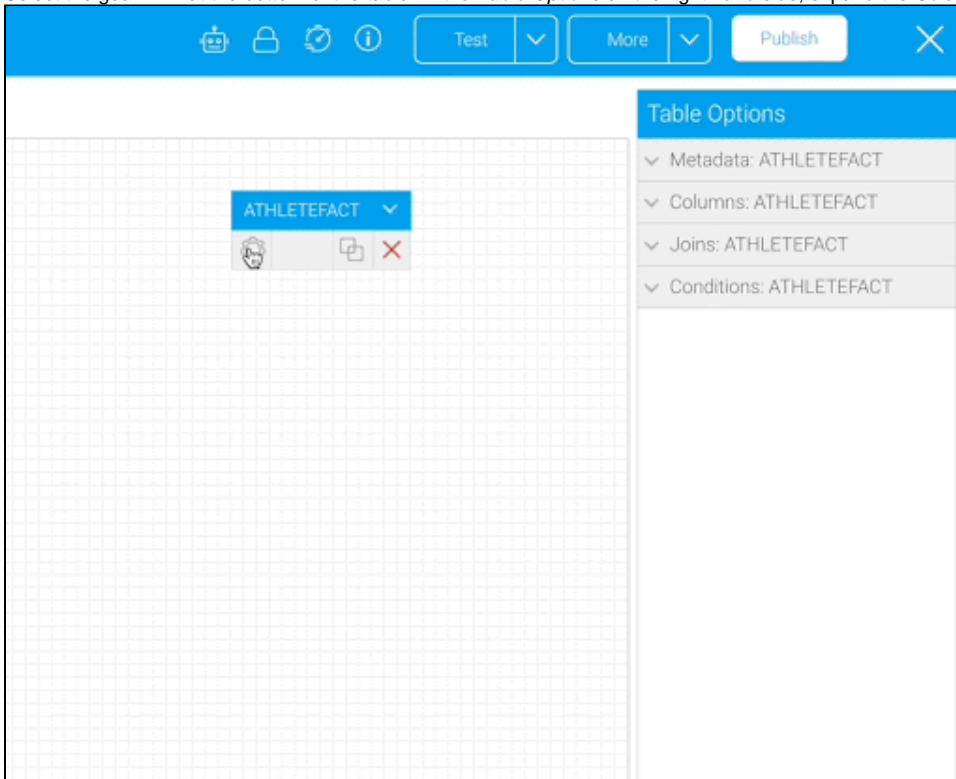 Test
More
Publish
Table Options
Metadata: ATHLETEFACT
Columns: ATHLETEFACT
Joins: ATHLETEFACT
Conditions: ATHLETEFACT
ATHLETEFACT